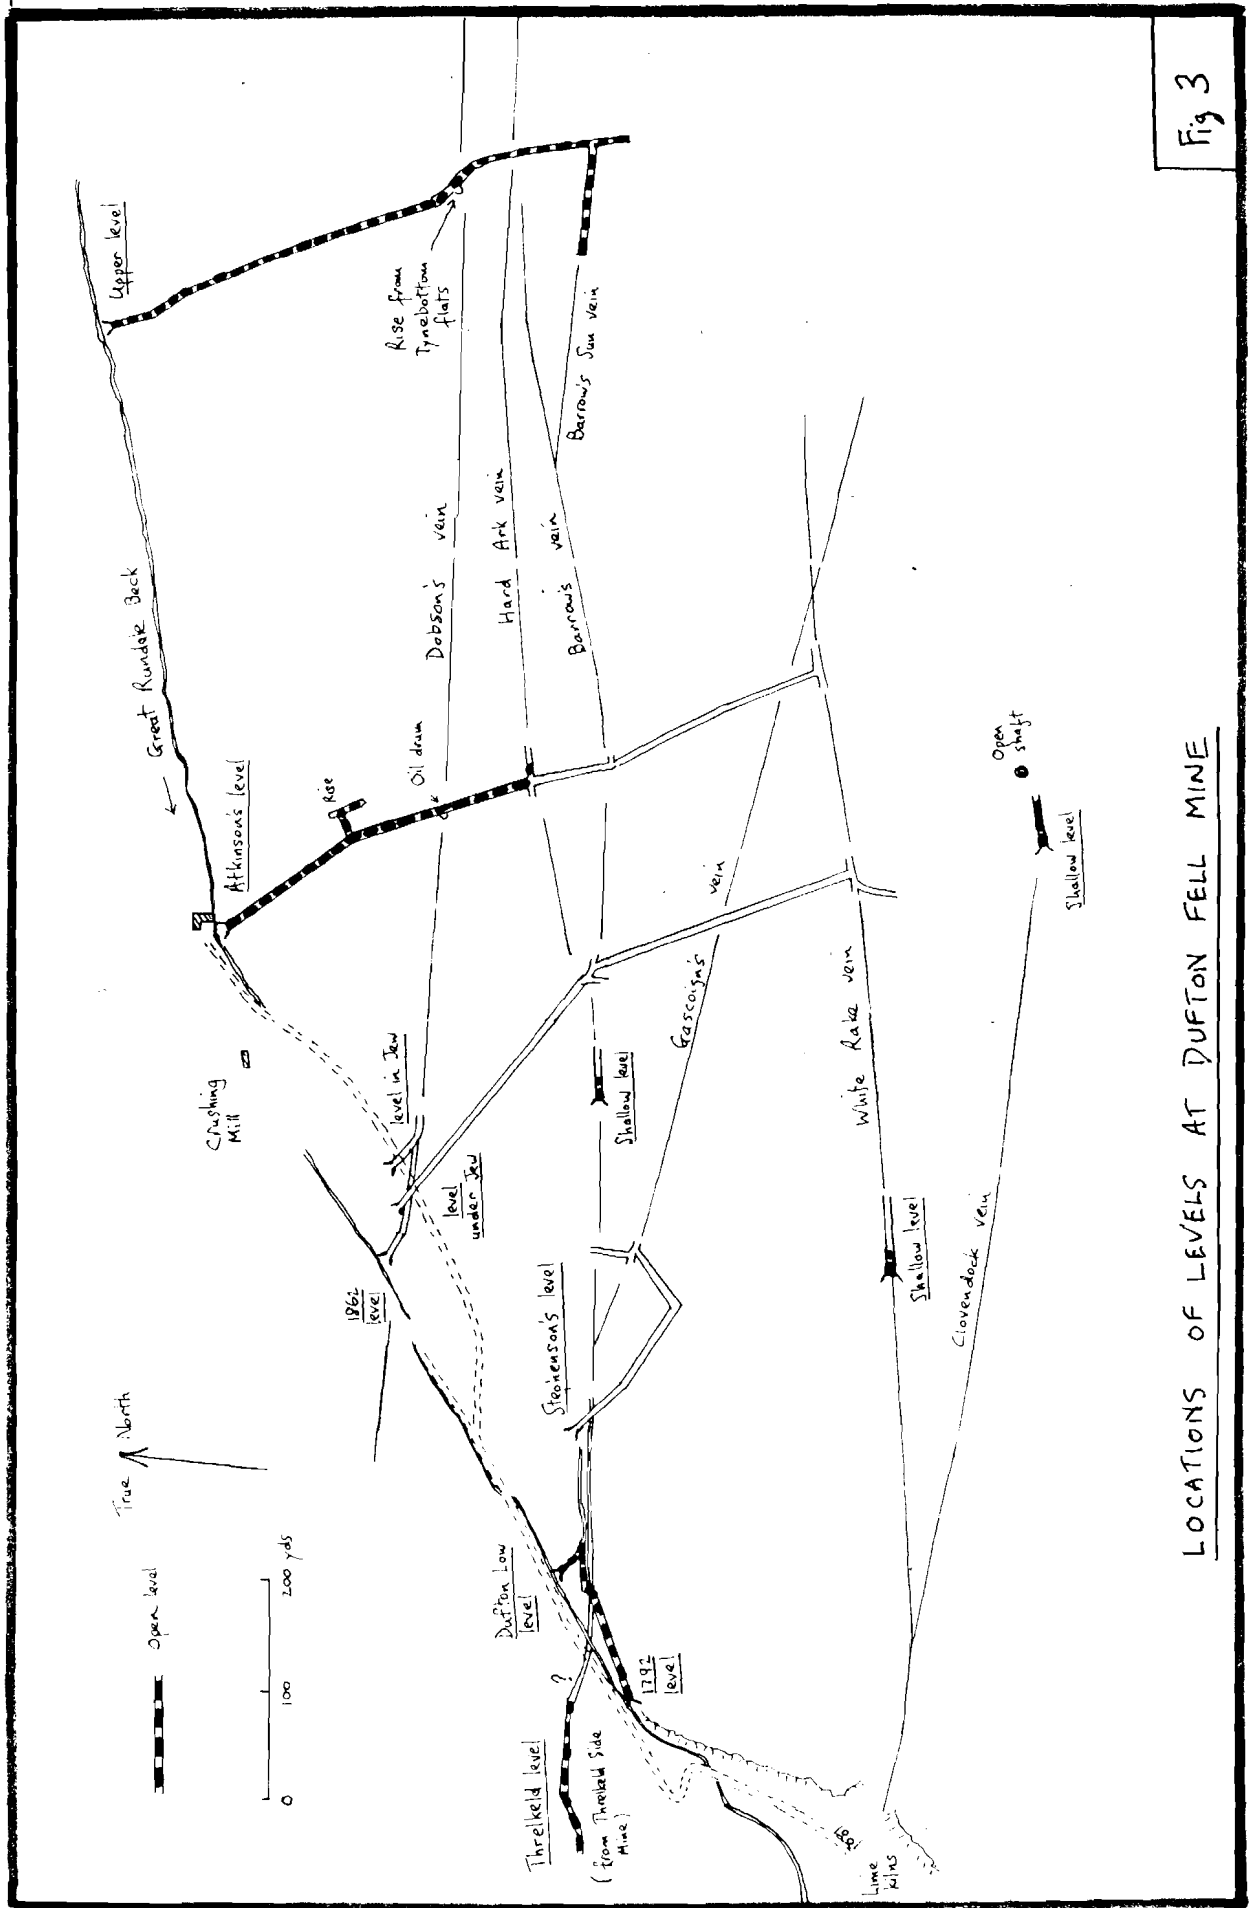 Fig 3
Upper level
Rise from
Tynebottom
flats
← Great Rundale Beck
Dobson's vein
Hard Ark vein
Barrow's vein
Barrow's Sun vein
Atkinson's level
Rise
Oil drum
Open
shaft
Shallow level
Crushing
Mill
level in Jew
level
under Jew
Shallow level
Gascoign's vein
White Rake vein
Shallow level
Clovendock vein
1862
level
Stephenson's level
True North
Open level
0 100 200 yds
Dufton Low
level
?
1792
level
Threlkeld level
(from Threlkeld Side
Mine)
Lime
kilns
LOCATIONS OF LEVELS AT DUFTON FELL MINE